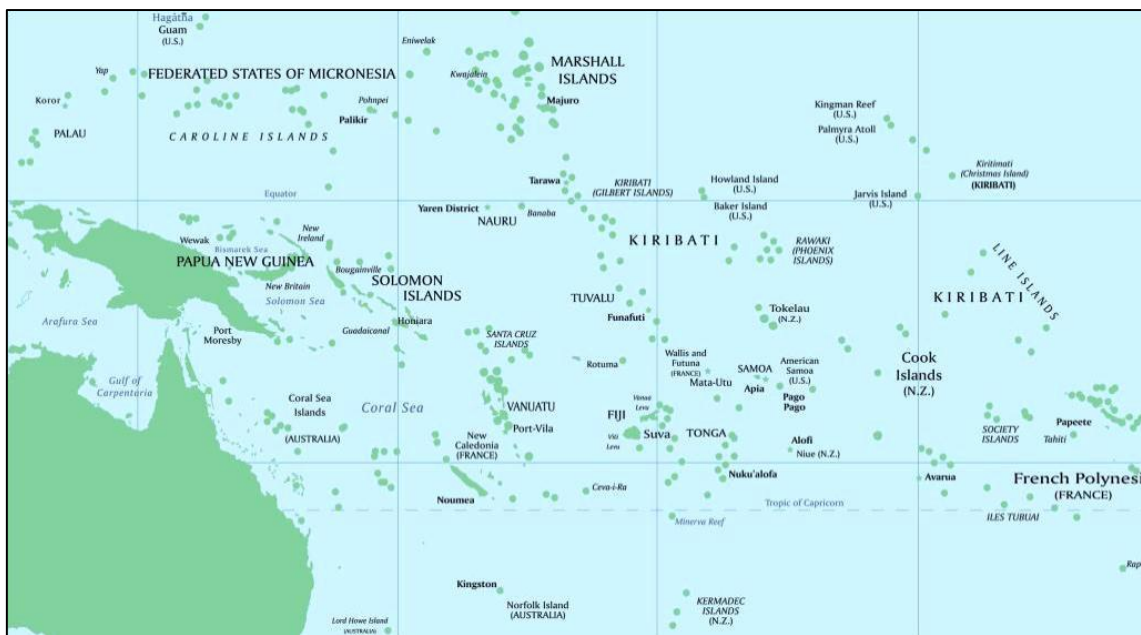 Hagåtña
Guam
(U.S.)
Eniwelak
Yap
FEDERATED STATES OF MICRONESIA
Kwajalein
MARSHALL
ISLANDS
Koror
Pohnpei
Majuro
PALAU
Palikir
CAROLINE ISLANDS
Kingman Reef
(U.S.)
Palmyra Atoll
(U.S.)
Kiritimati
(Christmas Island)
(KIRIBATI)
Tarawa
KIRIBATI
(GILBERT ISLANDS)
Howland Island
(U.S.)
Jarvis Island
(U.S.)
Equator
Baker Island
(U.S.)
Yaren District
NAURU
Banaba
New
Ireland
Wewak
Bismarek Sea
KIRIBATI
RAWAKI
(PHOENIX
ISLANDS)
PAPUA NEW GUINEA
Bougainville
SOLOMON
ISLANDS
New Britain
Solomon Sea
LINE ISLANDS
KIRIBATI
TUVALU
Funafuti
Tokelau
(N.Z.)
Arafura Sea
Port
Moresby
Guadaicanal
Honiara
SANTA CRUZ
ISLANDS
Rotuma
Wallis and
Futuna
(FRANCE)
Mata-Utu
SAMOA
Apia
American
Samoa
(U.S.)
Pago
Pago
Cook
Islands
(N.Z.)
Gulf of
Carpentaria
Coral Sea
Islands
(AUSTRALIA)
Coral Sea
VANUATU
Port-Vila
FIJI
Vanua
Levu
Viti
Levu
Suva
TONGA
Alofi
Niue (N.Z.)
SOCIETY
ISLANDS
Papeete
Tahiti
New
Caledonia
(FRANCE)
Noumea
Ceva-i-Ra
Nuku'alofa
Avarua
French Polynesi
(FRANCE)
Tropic of Capricorn
Minerva Reef
ILES TUBUAI
Rap
Kingston
Norfolk Island
(AUSTRALIA)
KERMADEC
ISLANDS
(N.Z.)
Lord Howe Island
(AUSTRALIA)